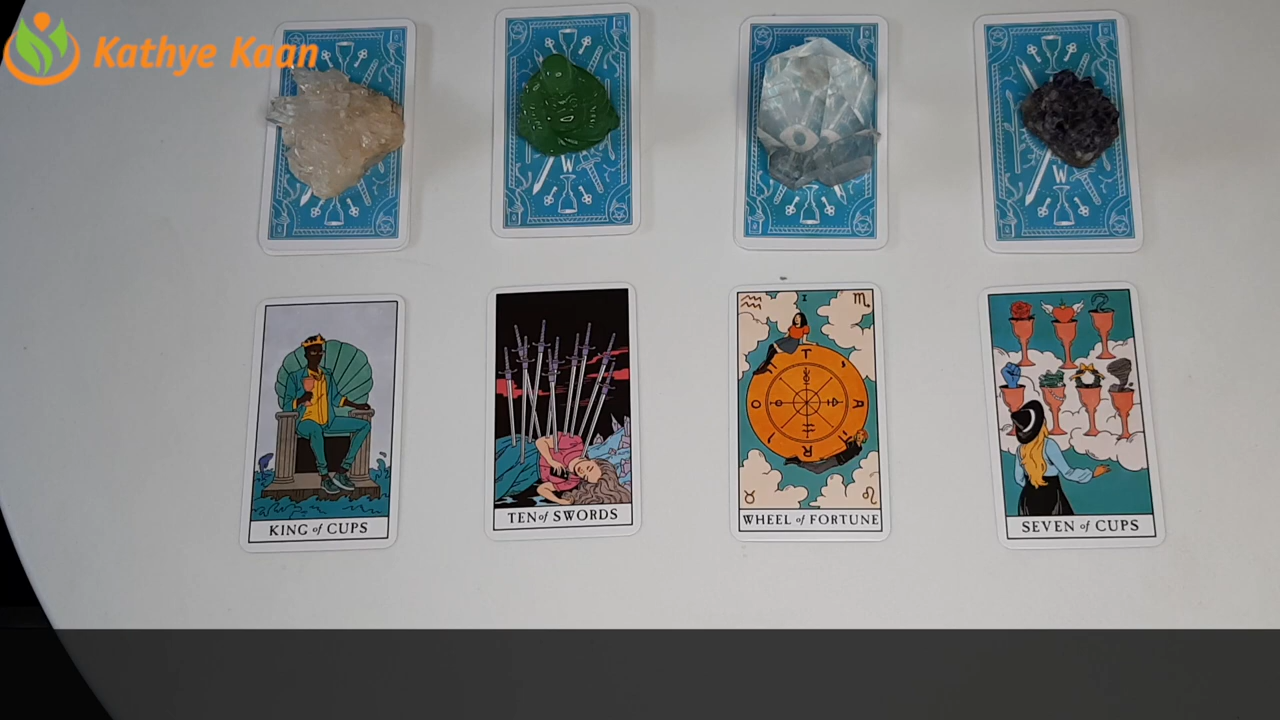 Kathye Kaan
W
W
KING of CUPS
TEN of SWORDS
I
T
A
R
O
WHEEL of FORTUNE
SEVEN of CUPS